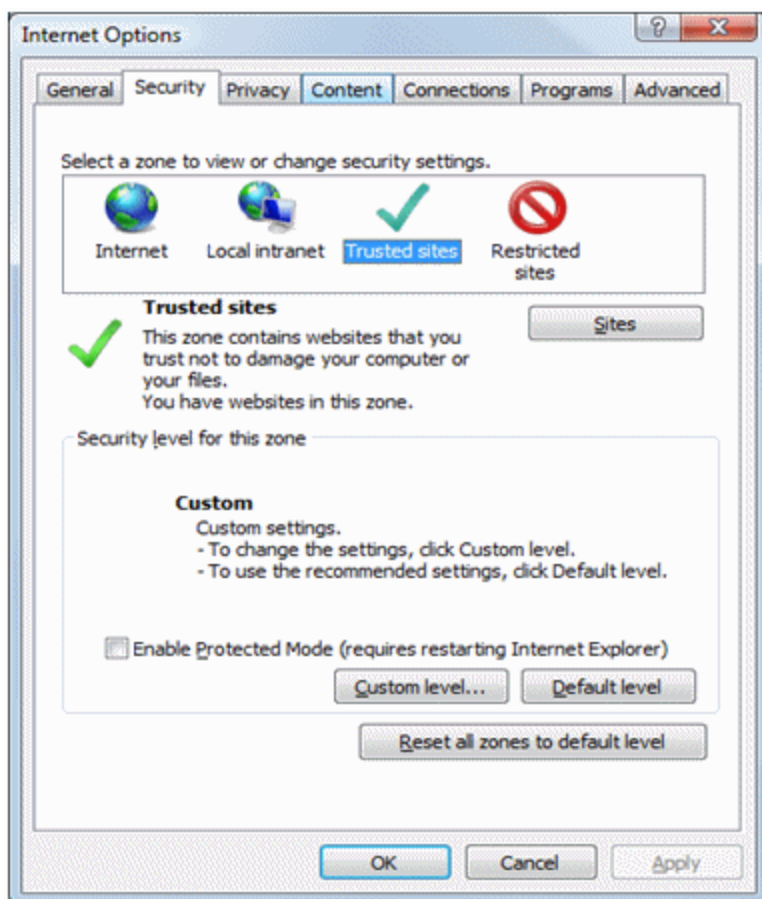 Internet Options
General Security Privacy Content Connections Programs Advanced
Select a zone to view or change security settings.
Internet Local intranet Trusted sites Restricted
sites
Trusted sites
Sites
This zone contains websites that you
trust not to damage your computer or
your files.
You have websites in this zone.
Security level for this zone
Custom
Custom settings.
- To change the settings, click Custom level.
- To use the recommended settings, click Default level.
Enable Protected Mode (requires restarting Internet Explorer)
Custom level... Default level
Reset all zones to default level
OK Cancel Apply